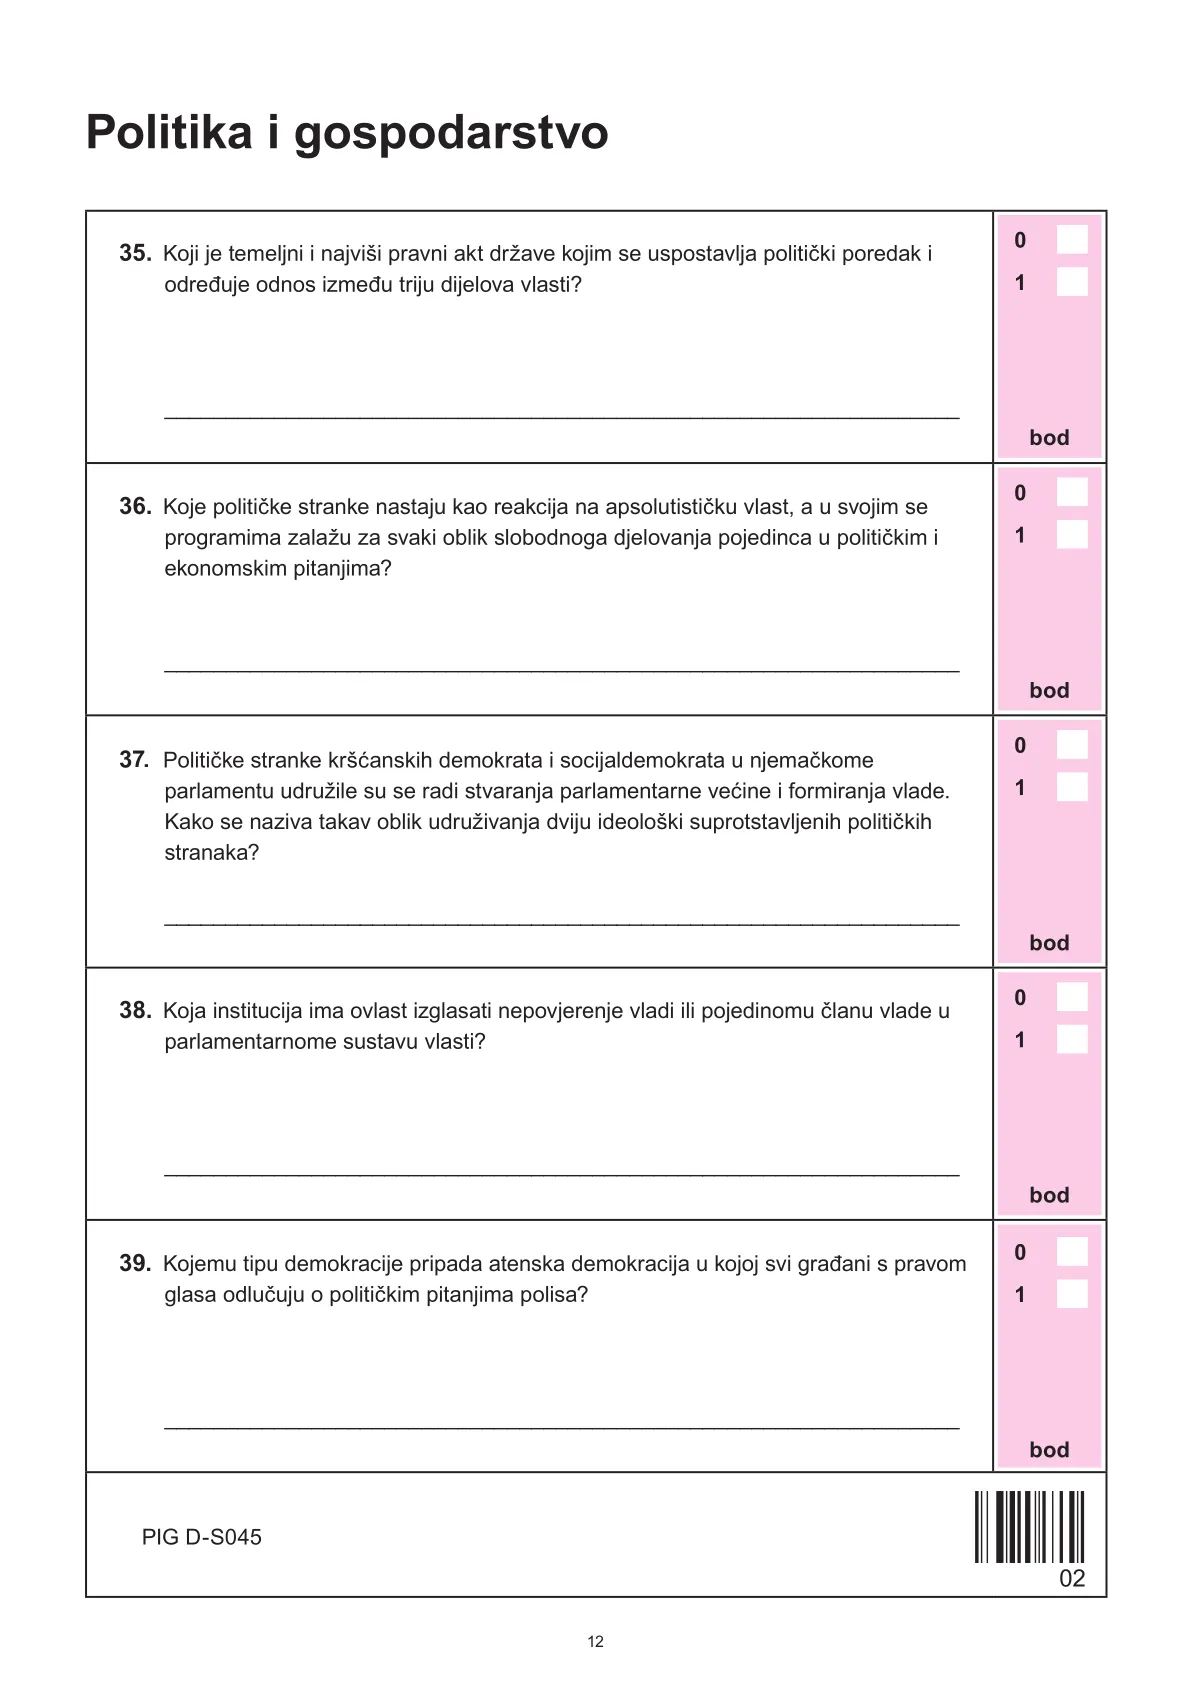 Politika i gospodarstvo
35. Koji je temeljni i najviši pravni akt države kojim se uspostavlja politički poredak i
određuje odnos između triju dijelova vlasti?
0
1
bod
36. Koje političke stranke nastaju kao reakcija na apsolutističku vlast, a u svojim se
programima zalažu za svaki oblik slobodnoga djelovanja pojedinca u političkim i
ekonomskim pitanjima?
0
1
bod
37. Političke stranke kršćanskih demokrata i socijaldemokrata u njemačkome
parlamentu udružile su se radi stvaranja parlamentarne većine i formiranja vlade.
Kako se naziva takav oblik udruživanja dviju ideološki suprotstavljenih političkih
stranaka?
0
1
bod
38. Koja institucija ima ovlast izglasati nepovjerenje vladi ili pojedinomu članu vlade u
parlamentarnome sustavu vlasti?
0
1
bod
39. Kojemu tipu demokracije pripada atenska demokracija u kojoj svi građani s pravom
glasa odlučuju o političkim pitanjima polisa?
0
1
bod
PIG D-S045
02
12